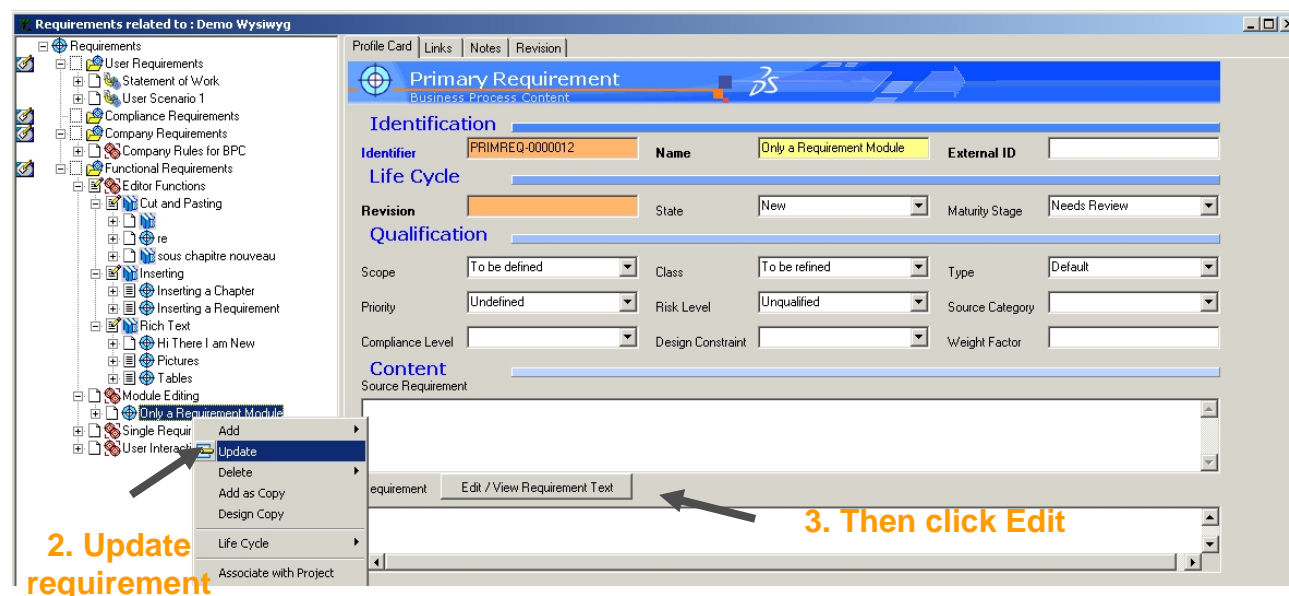 Requirements related to : Demo Wysiwyg
Requirements
User Requirements
Statement of Work
User Scenario 1
Compliance Requirements
Company Requirements
Company Rules for BPC
Functional Requirements
Editor Functions
Cut and Pasting
re
sous chapitre nouveau
Inserting
Inserting a Chapter
Inserting a Requirement
Rich Text
Hi There I am New
Pictures
Tables
Module Editing
Only a Requirement Module
Single Requir
User Interacti
Add
Update
Delete
Add as Copy
Design Copy
Life Cycle
Associate with Project
2. Update
requirement
Profile Card Links Notes Revision
Primary Requirement
Business Process Content
Identification
Identifier PRIMREQ-0000012 Name Only a Requirement Module External ID
Life Cycle
Revision State New Maturity Stage Needs Review
Qualification
Scope To be defined Class To be refined Type Default
Priority Undefined Risk Level Unqualified Source Category
Compliance Level Design Constraint Weight Factor
Content
Source Requirement
equirement Edit / View Requirement Text
3. Then click Edit